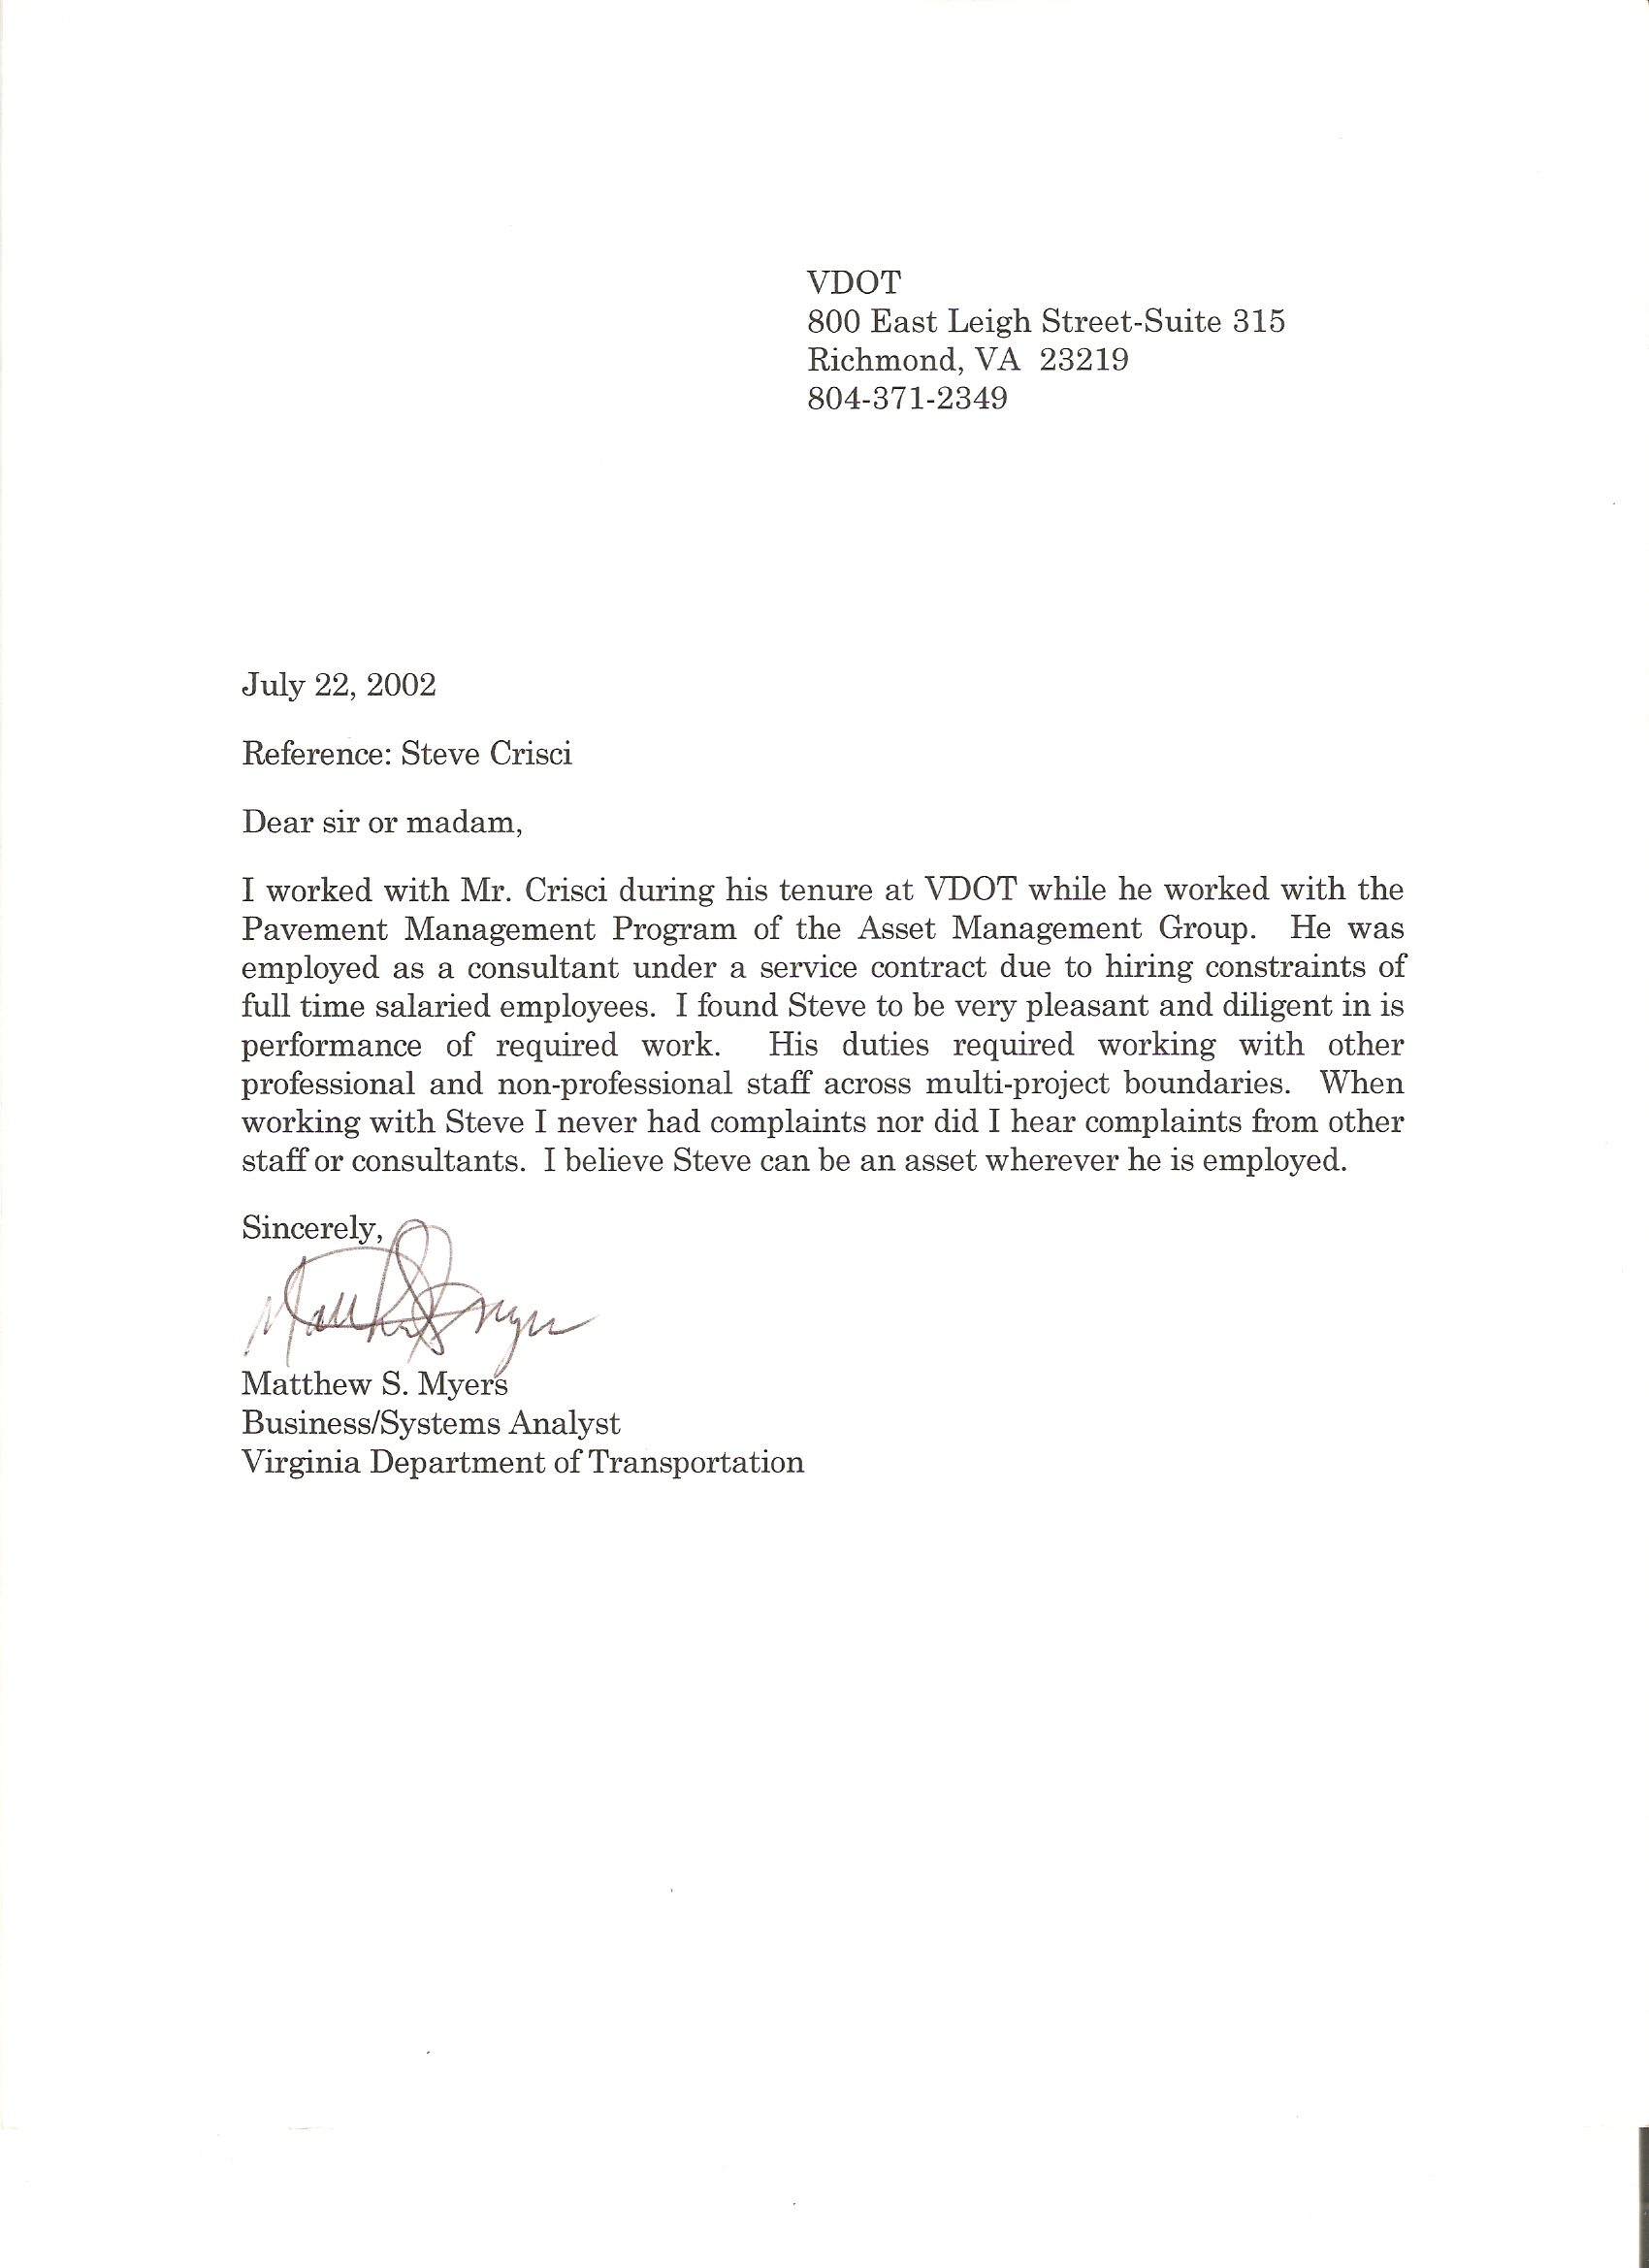 VDOT
800 East Leigh Street-Suite 315
Richmond, VA  23219
804-371-2349
July 22, 2002
Reference: Steve Crisci
Dear sir or madam,
I worked with Mr. Crisci during his tenure at VDOT while he worked with the
Pavement Management Program of the Asset Management Group.  He was
employed as a consultant under a service contract due to hiring constraints of
full time salaried employees.  I found Steve to be very pleasant and diligent in is
performance of required work.  His duties required working with other
professional and non-professional staff across multi-project boundaries.  When
working with Steve I never had complaints nor did I hear complaints from other
staff or consultants.  I believe Steve can be an asset wherever he is employed.
Sincerely,
Matthew S. Myers
Matthew S. Myers
Business/Systems Analyst
Virginia Department of Transportation